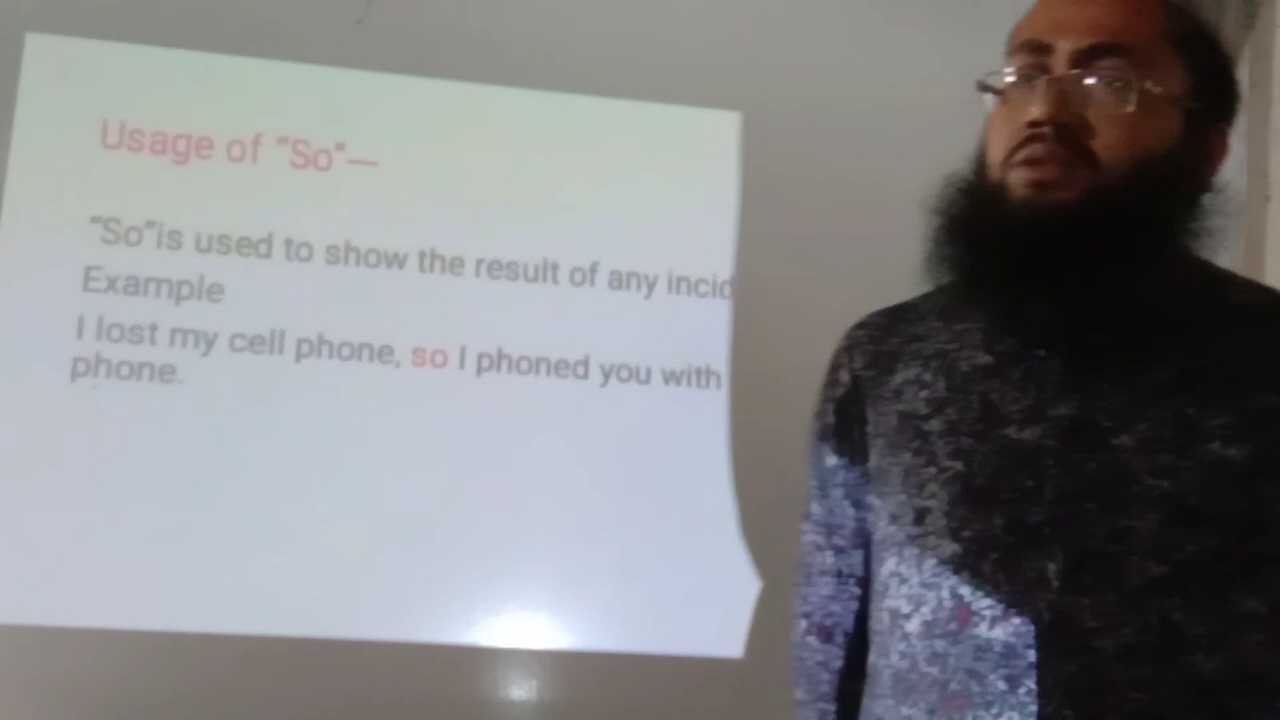 Usage of "So"—
"So"is used to show the result of any incid
Example
I lost my cell phone, so I phoned you with
phone.